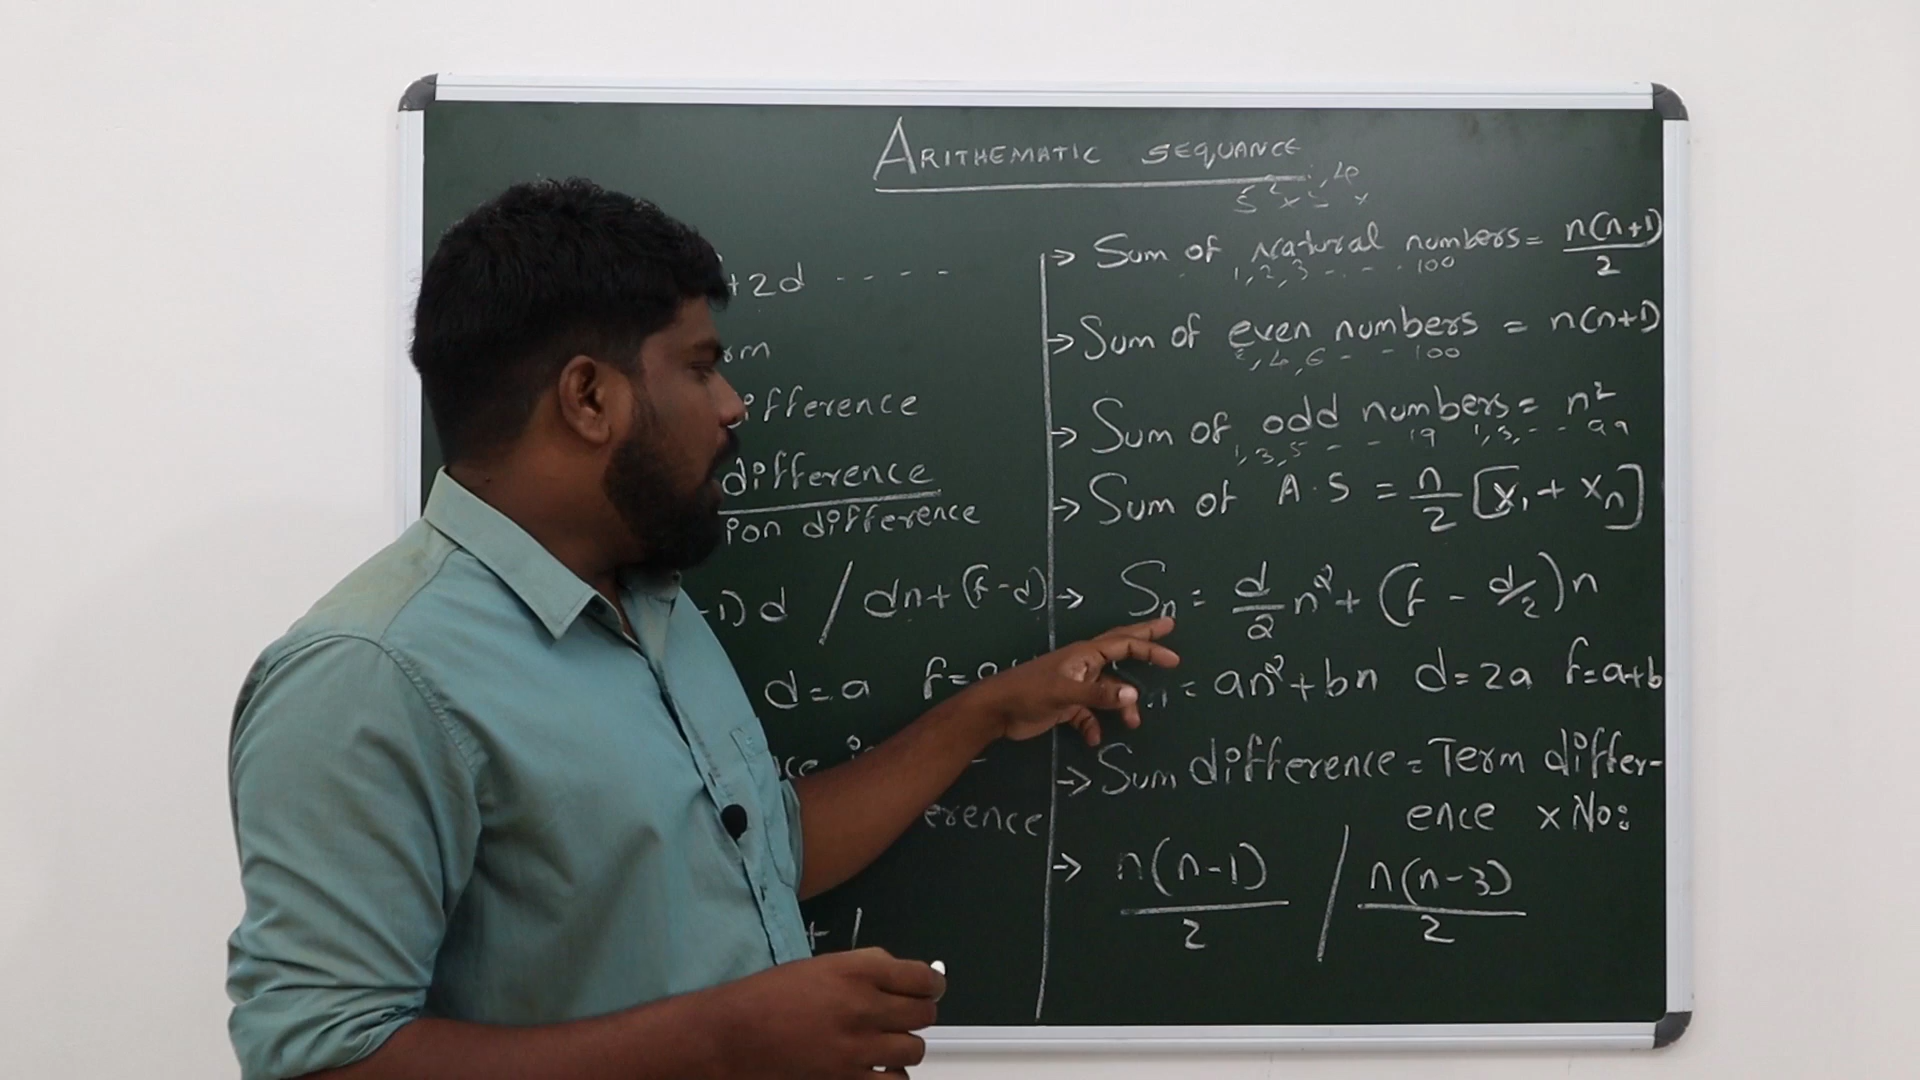 ARITHEMATIC SEQUANCE
+2d - - - -
difference
difference
ion difference
-1)d / dn+(f-d)
d=a f=
erence
→ Sum of natural numbers= n(n+1)/2
1,2,3 - - - - 100
→ Sum of even numbers = n(n+1)
2,4,6 - - 100
→ Sum of odd numbers= n²
1,3,5 - - 19 1,3, - - 99
→ Sum of A.S = n/2 [x₁ + xₙ]
→ Sₙ= d/2 n²+ (f - d/2)n
= an²+bn d=2a f=a+b
→ Sum difference = Term differ-
ence ×No:
→ n(n-1)/2 / n(n-3)/2